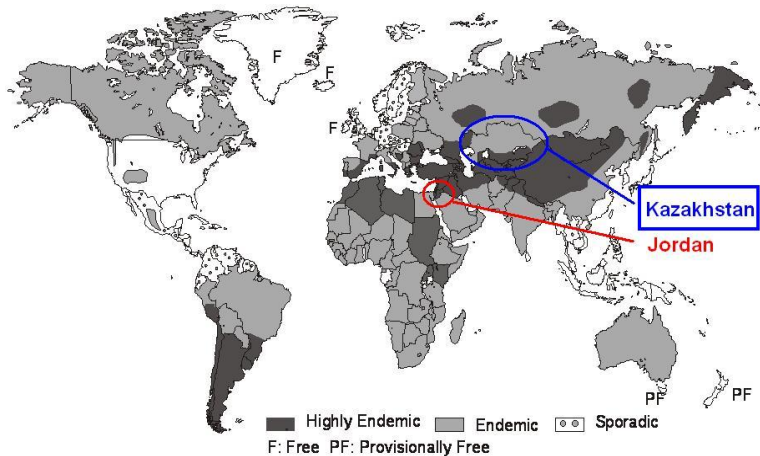 F
F
F
Kazakhstan
Jordan
PF
PF
Highly Endemic Endemic Sporadic
F: Free PF: Provisionally Free